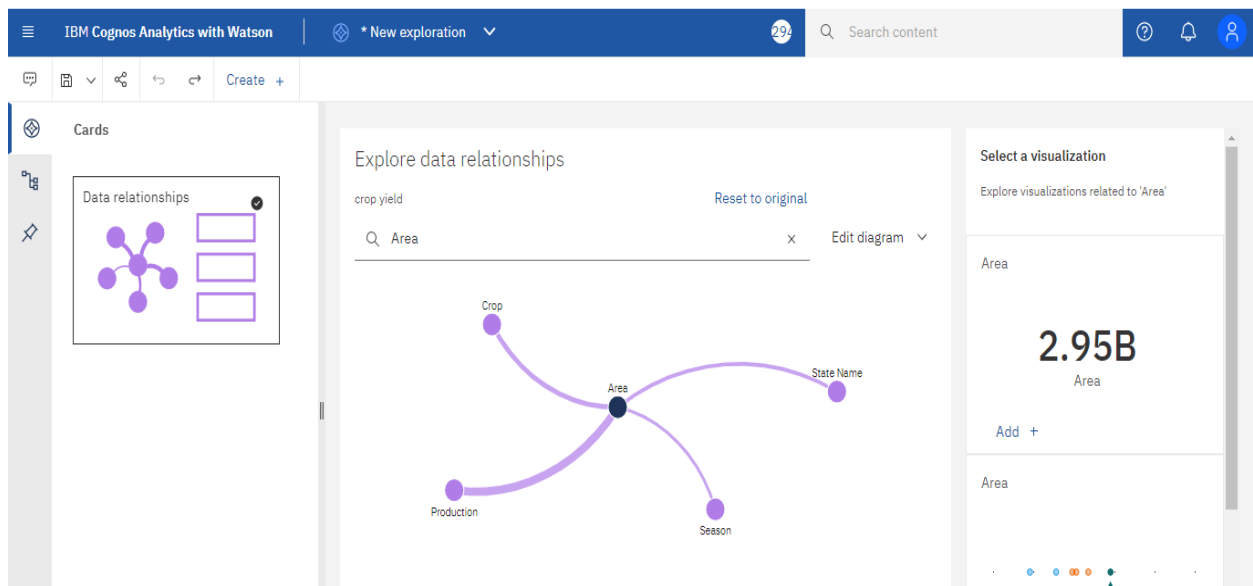 IBM Cognos Analytics with Watson
* New exploration
294
Search content
Create +
Cards
Data relationships
Explore data relationships
crop yield
Reset to original
Area
Edit diagram
Crop
State Name
Area
Production
Season
Select a visualization
Explore visualizations related to 'Area'
Area
2.95B
Area
Add +
Area